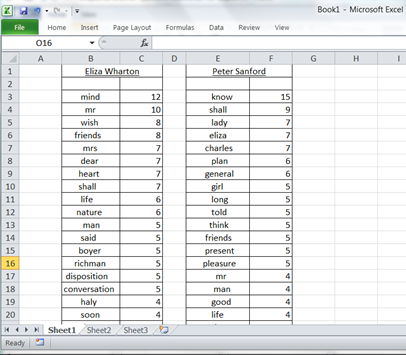 Book1 - Microsoft Excel
File Home Insert Page Layout Formulas Data Review View
O16 fx
A B C D E F G H I
1 Eliza Wharton Peter Sanford
2
3 mind 12 know 15
4 mr 10 shall 9
5 wish 8 lady 7
6 friends 8 eliza 7
7 mrs 7 charles 7
8 dear 7 plan 6
9 heart 7 general 6
10 shall 7 girl 5
11 life 6 long 5
12 nature 6 told 5
13 man 5 think 5
14 said 5 friends 5
15 boyer 5 present 5
16 richman 5 pleasure 5
17 disposition 5 mr 4
18 conversation 5 man 4
19 haly 4 good 4
20 soon 4 life 4
Sheet1 Sheet2 Sheet3
Ready